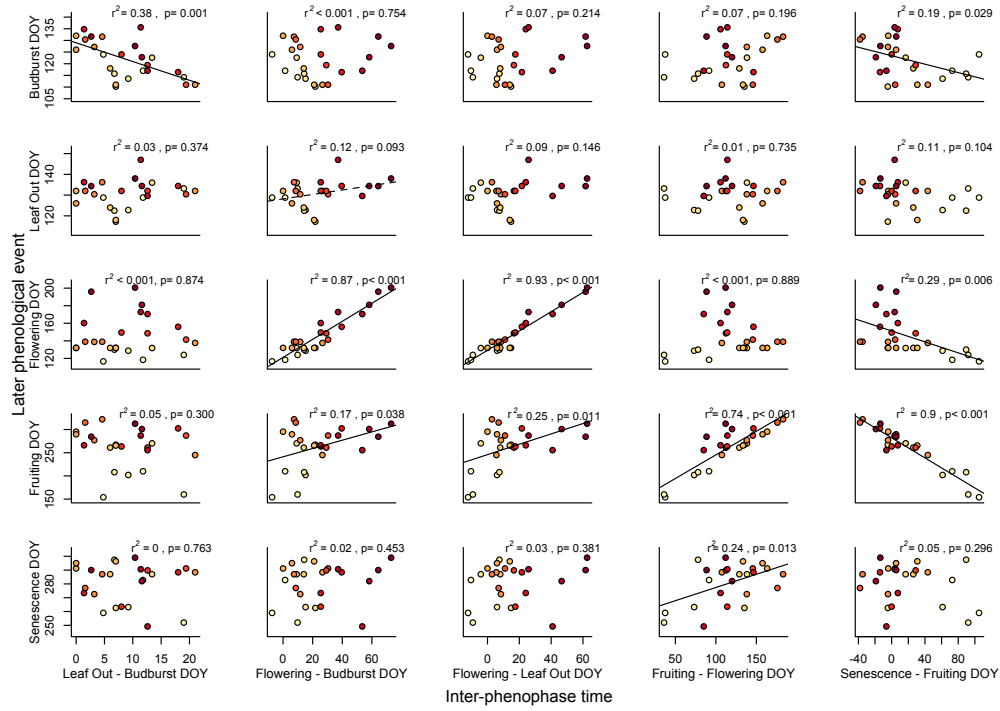 r² = 0.38 , p= 0.001
r² < 0.001 , p= 0.754
r² = 0.07 , p= 0.214
r² = 0.07 , p= 0.196
r² = 0.19 , p= 0.029
Budburst DOY
105 120 135
r² = 0.03 , p= 0.374
r² = 0.12 , p= 0.093
r² = 0.09 , p= 0.146
r² = 0.01 , p= 0.735
r² = 0.11 , p= 0.104
Leaf Out DOY
120 140
Later phenological event
r² < 0.001 , p= 0.874
r² = 0.87 , p< 0.001
r² = 0.93 , p< 0.001
r² < 0.001 , p= 0.889
r² = 0.29 , p= 0.006
Flowering DOY
120 160 200
r² = 0.05 , p= 0.300
r² = 0.17 , p= 0.038
r² = 0.25 , p= 0.011
r² = 0.74 , p< 0.001
r² = 0.9 , p< 0.001
Fruiting DOY
150 250
r² = 0 , p= 0.763
r² = 0.02 , p= 0.453
r² = 0.03 , p= 0.381
r² = 0.24 , p= 0.013
r² = 0.05 , p= 0.296
Senescence DOY
250 280
0 5 10 15 20
0 20 40 60
0 20 40 60
50 100 150
-40 0 40 80
Leaf Out - Budburst DOY
Flowering - Budburst DOY
Flowering - Leaf Out DOY
Fruiting - Flowering DOY
Senescence - Fruiting DOY
Inter-phenophase time